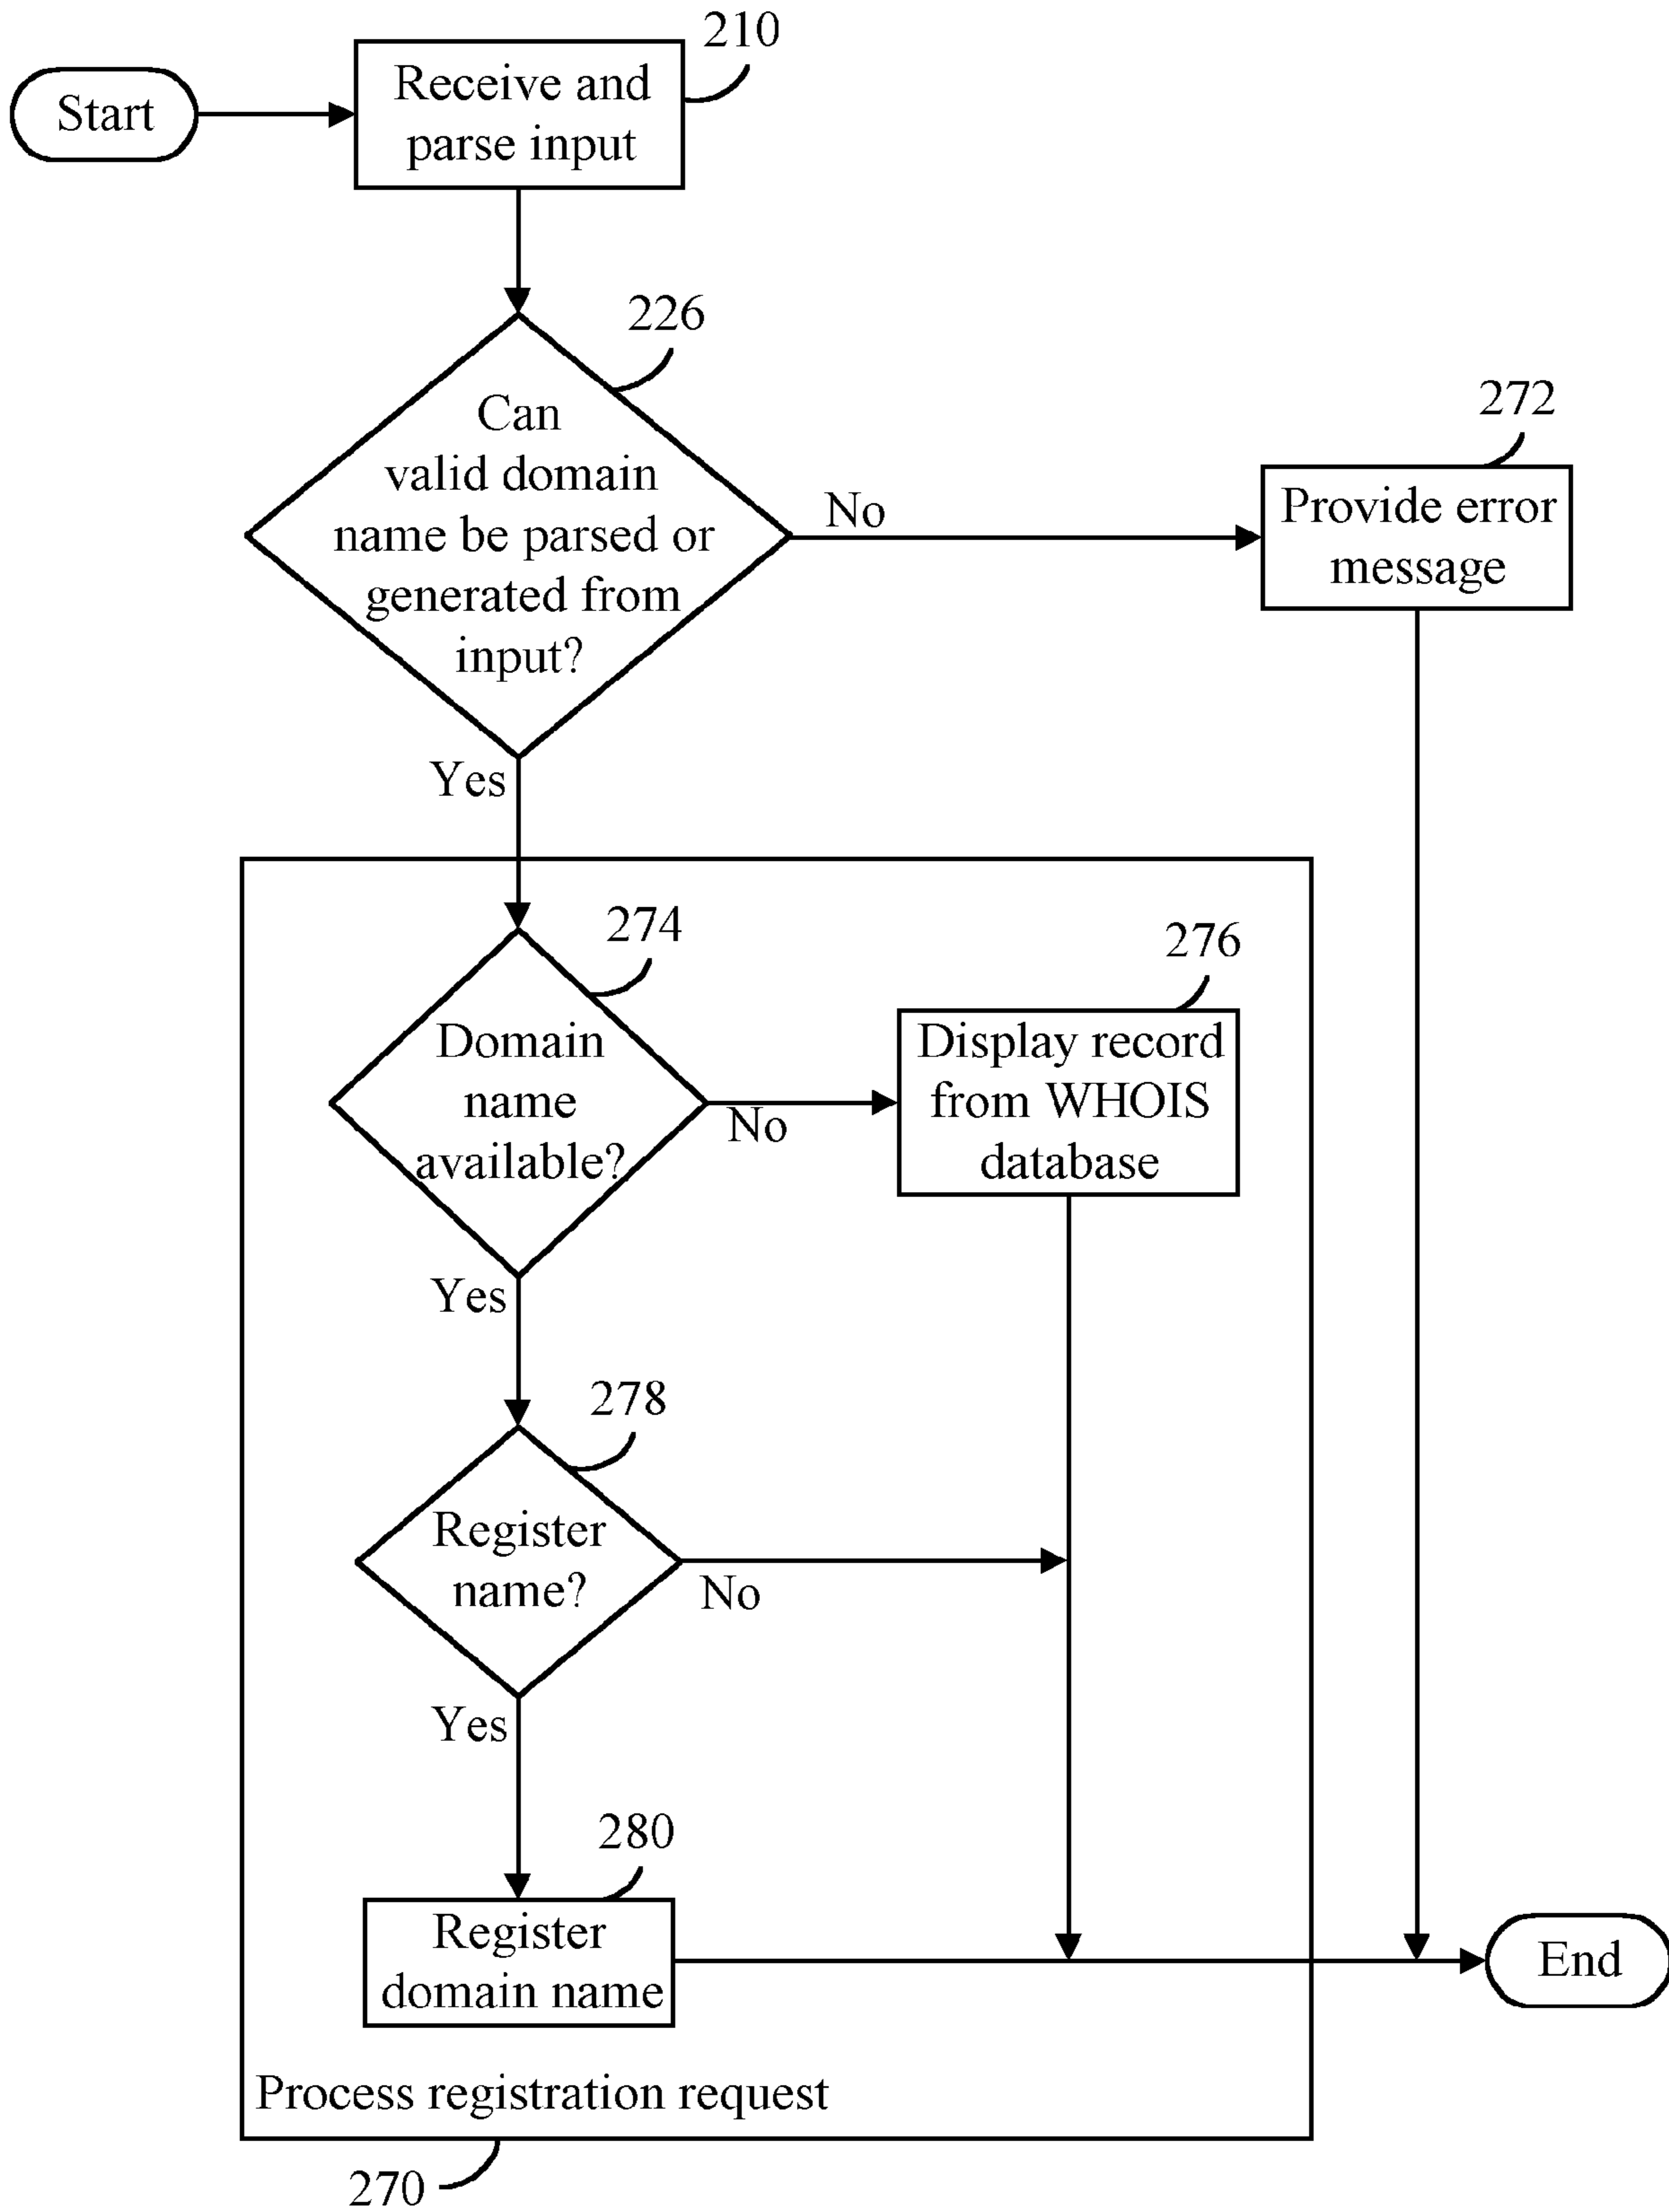 210
Start
Receive and
parse input
226
Can
valid domain
name be parsed or
generated from
input?
No
272
Provide error
message
Yes
274
Domain
name
available?
No
276
Display record
from WHOIS
database
Yes
278
Register
name?
No
Yes
280
Register
domain name
End
Process registration request
270